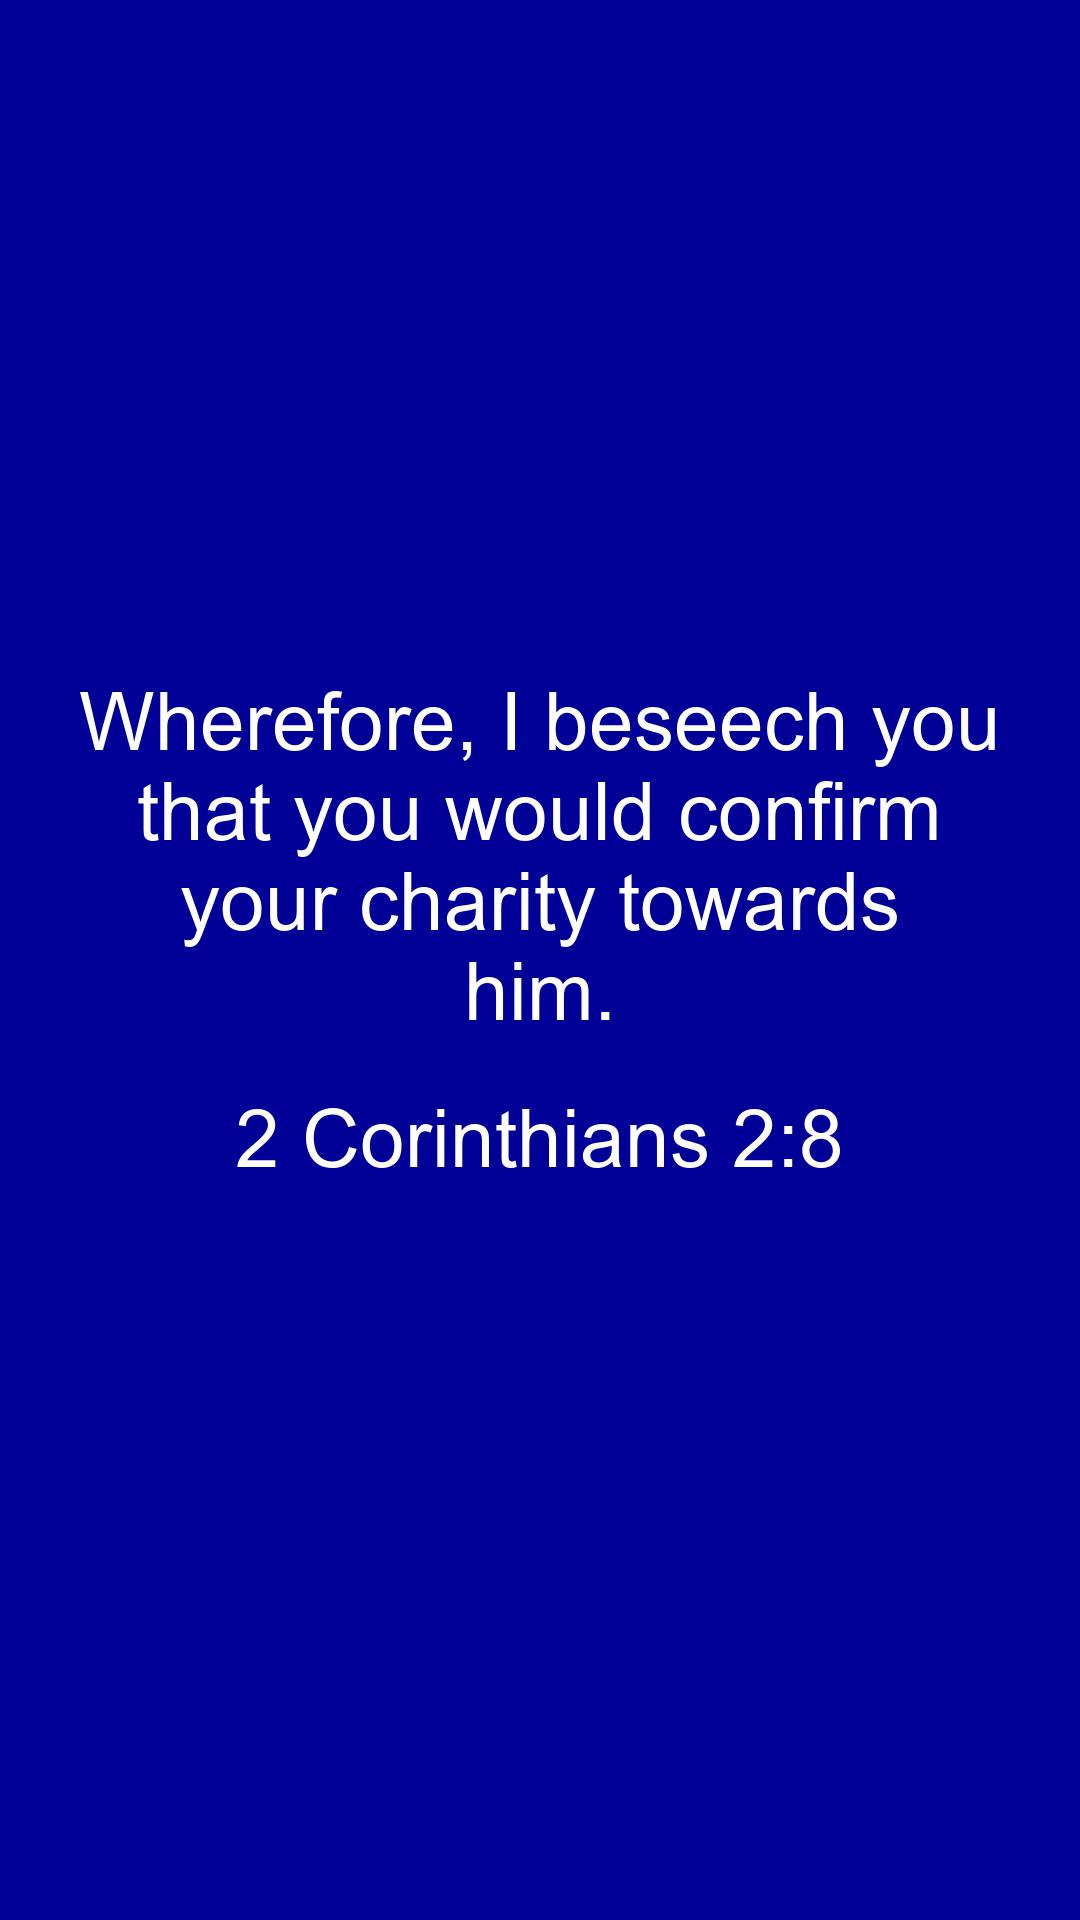 Wherefore, I beseech you
that you would confirm
your charity towards
him.
2 Corinthians 2:8